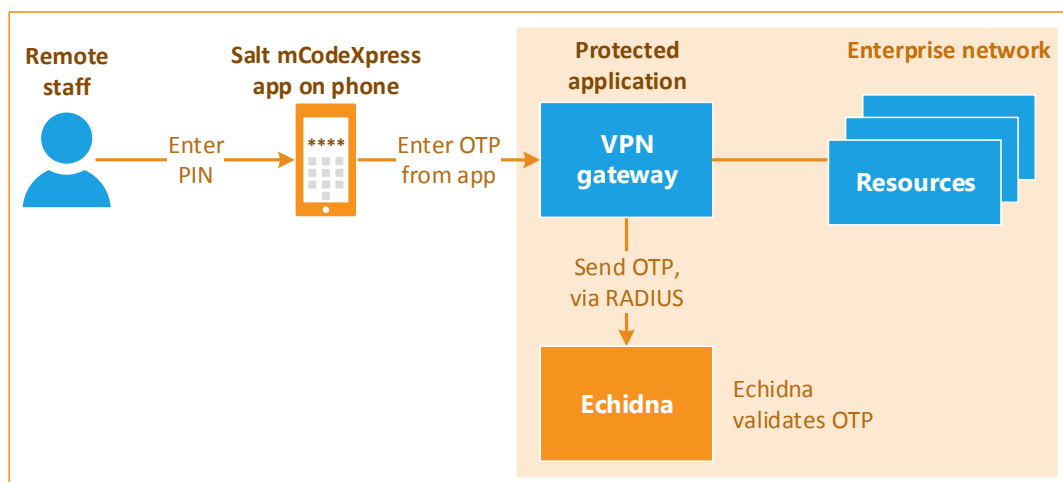 Remote
staff
Salt mCodeXpress
app on phone
Protected
application
Enterprise network
****
Enter
PIN
Enter OTP
from app
VPN
gateway
Resources
Send OTP,
via RADIUS
Echidna
Echidna
validates OTP